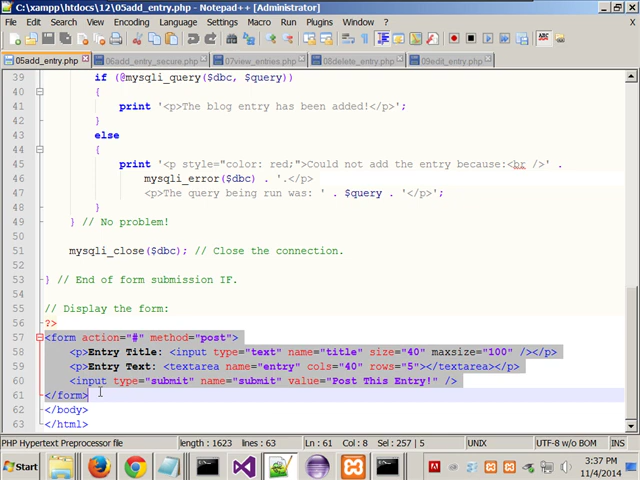 C:\xampp\htdocs\12\05add_entry.php - Notepad++ [Administrator]
File Edit Search View Encoding Language Settings Macro Run Plugins Window ? X
05add_entry.php 06add_entry_secure.php 07view_entries.php 08delete_entry.php 09edit_entry.php
39 if (@mysqli_query($dbc, $query))
40 {
41 print '<p>The blog entry has been added!</p>';
42 }
43 else
44 {
45 print '<p style="color: red;">Could not add the entry because:<br />' .
46 mysqli_error($dbc) . '.</p>
47 <p>The query being run was: ' . $query . '</p>';
48 }
49 } // No problem!
50
51 mysqli_close($dbc); // Close the connection.
52
53 } // End of form submission IF.
54
55 // Display the form:
56 ?>
57 <form action="#" method="post">
58 <p>Entry Title: <input type="text" name="title" size="40" maxsize="100" /></p>
59 <p>Entry Text: <textarea name="entry" cols="40" rows="5"></textarea></p>
60 <input type="submit" name="submit" value="Post This Entry!" />
61 </form>
62 </body>
63 </html>
PHP Hypertext Preprocessor file length : 1623 lines : 63 Ln : 61 Col : 8 Sel : 257 | 5 UNIX UTF-8 w/o BOM INS
Start 3:37 PM
11/4/2014